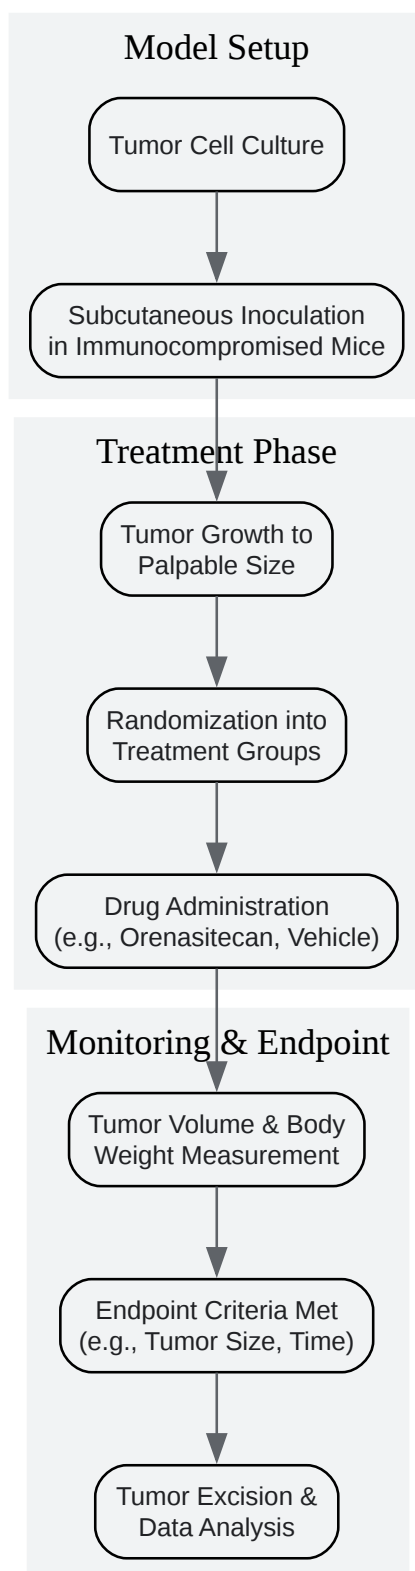 Model Setup
Tumor Cell Culture
Subcutaneous Inoculation
in Immunocompromised Mice
Treatment Phase
Tumor Growth to
Palpable Size
Randomization into
Treatment Groups
Drug Administration
(e.g., Orenasitecan, Vehicle)
Monitoring & Endpoint
Tumor Volume & Body
Weight Measurement
Endpoint Criteria Met
(e.g., Tumor Size, Time)
Tumor Excision &
Data Analysis